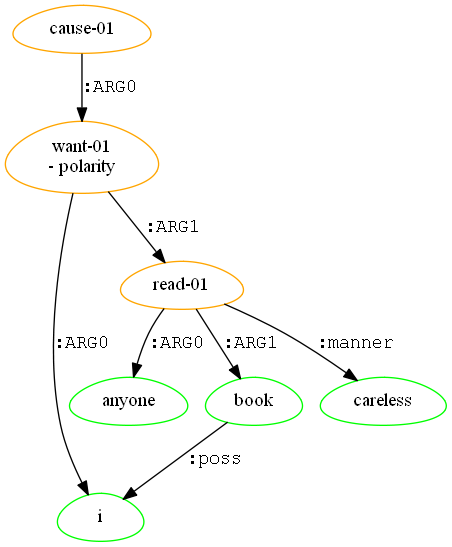 cause-01
:ARG0
want-01
- polarity
:ARG1
read-01
:ARG0
:ARG0
:ARG1
:manner
anyone
book
careless
:poss
i